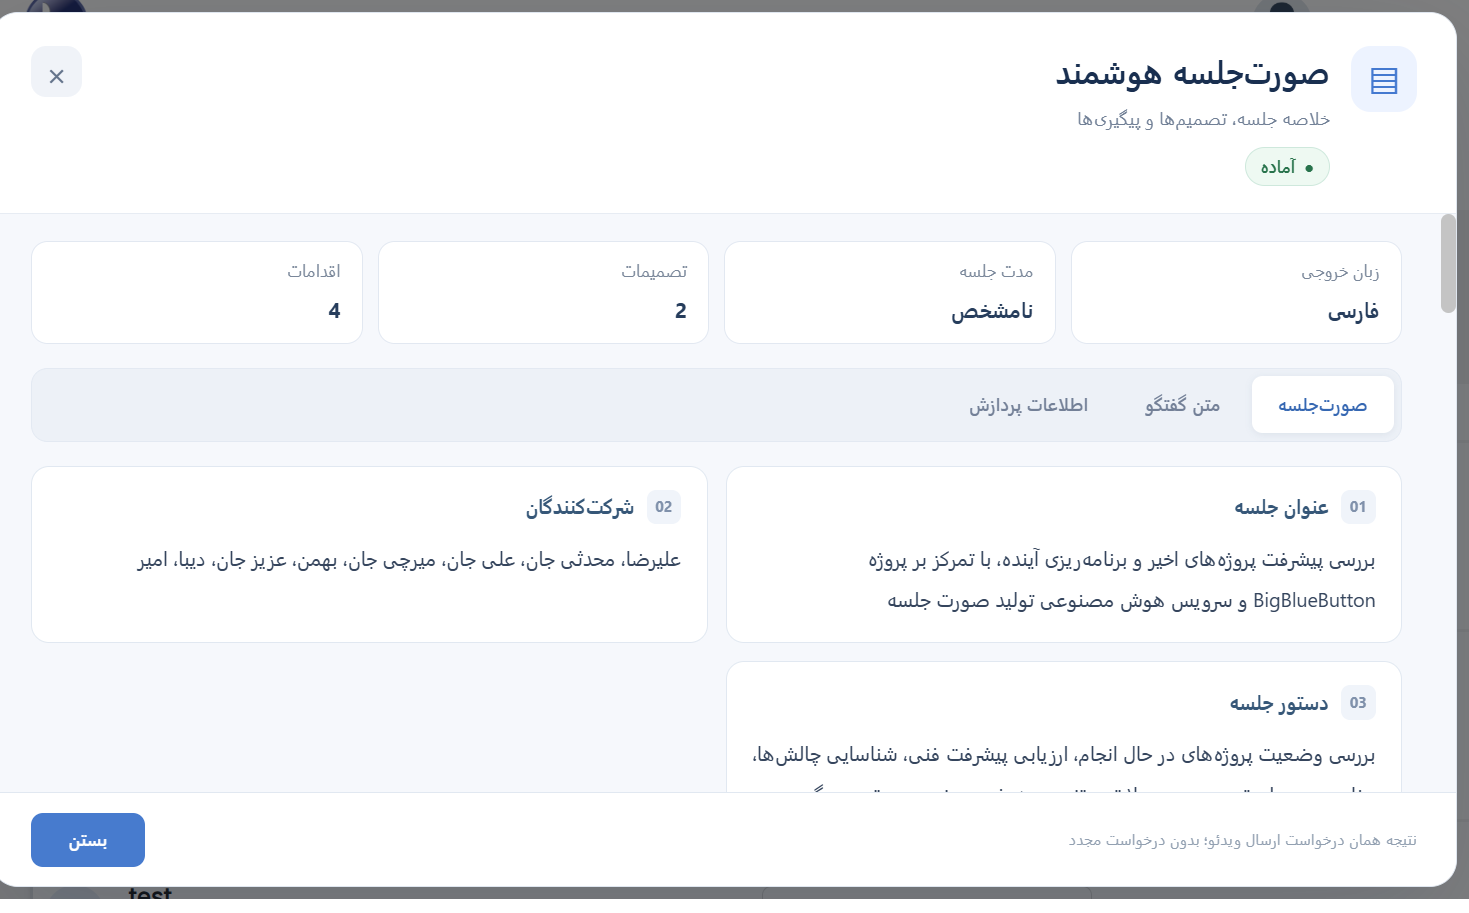 صورت‌جلسه هوشمند
خلاصه جلسه، تصمیم‌ها و پیگیری‌ها
آماده
زبان خروجی
فارسی
مدت جلسه
نامشخص
تصمیمات
2
اقدامات
4
صورت‌جلسه
متن گفتگو
اطلاعات پردازش
01
عنوان جلسه
بررسی پیشرفت پروژه‌های اخیر و برنامه‌ریزی آینده، با تمرکز بر پروژه
BigBlueButton و سرویس هوش مصنوعی تولید صورت جلسه
02
شرکت‌کنندگان
علیرضا، محدثی جان، علی جان، میرچی جان، بهمن، عزیز جان، دیبا، امیر
03
دستور جلسه
بررسی وضعیت پروژه‌های در حال انجام، ارزیابی پیشرفت فنی، شناسایی چالش‌ها،
نتیجه همان درخواست ارسال ویدئو؛ بدون درخواست مجدد
بستن
test